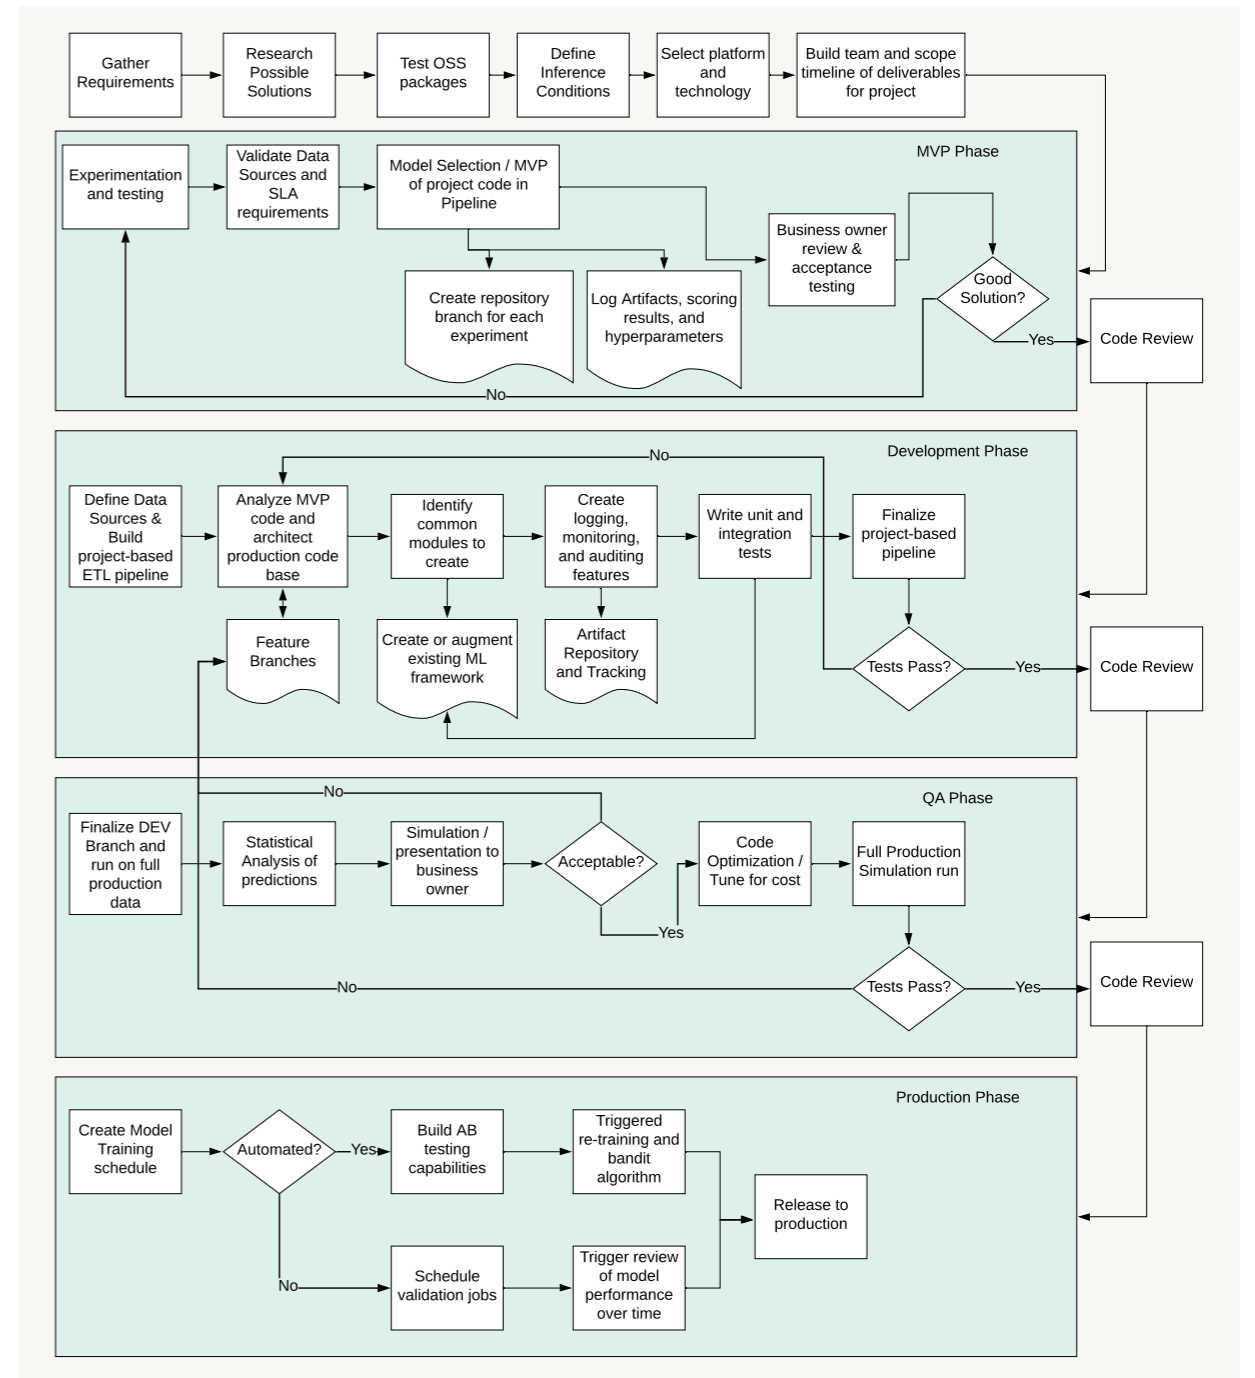 Gather
Requirements
Research
Possible
Solutions
Test OSS
packages
Define
Inference
Conditions
Select platform
and
technology
Build team and scope
timeline of deliverables
for project
MVP Phase
Experimentation
and testing
Validate Data
Sources and
SLA
requirements
Model Selection / MVP
of project code in
Pipeline
Business owner
review &
acceptance
testing
Good
Solution?
Create repository
branch for each
experiment
Log Artifacts, scoring
results, and
hyperparameters
Yes
Code Review
No
Development Phase
No
Define Data
Sources &
Build
project-based
ETL pipeline
Analyze MVP
code and
architect
production code
base
Identify
common
modules to
create
Create
logging,
monitoring,
and auditing
features
Write unit and
integration
tests
Finalize
project-based
pipeline
Feature
Branches
Create or augment
existing ML
framework
Artifact
Repository
and Tracking
Tests Pass?
Yes
Code Review
QA Phase
No
Finalize DEV
Branch and
run on full
production
data
Statistical
Analysis of
predictions
Simulation /
presentation to
business
owner
Acceptable?
Code
Optimization /
Tune for cost
Full Production
Simulation run
Yes
No
Tests Pass?
Yes
Code Review
Production Phase
Create Model
Training
schedule
Automated?
Yes
Build AB
testing
capabilities
Triggered
re-training and
bandit
algorithm
Release to
production
No
Schedule
validation jobs
Trigger review
of model
performance
over time